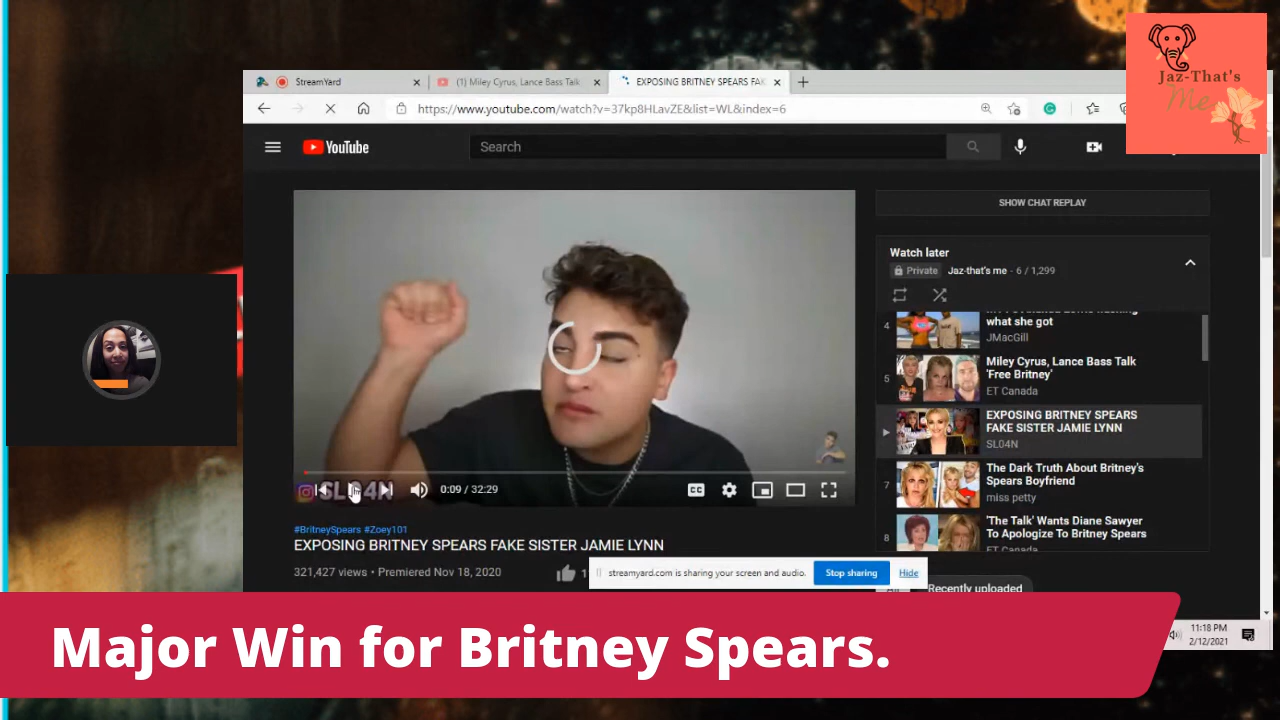 StreamYard
(1) Miley Cyrus, Lance Bass Talk
EXPOSING BRITNEY SPEARS FAK
https://www.youtube.com/watch?v=37kp8HLavZE&list=WL&index=6
Jaz-That's
Me
YouTube
Search
SHOW CHAT REPLAY
Watch later
Private Jaz-that's me - 6 / 1,299
4
what she got
JMacGill
5
Miley Cyrus, Lance Bass Talk
'Free Britney'
ET Canada
EXPOSING BRITNEY SPEARS
FAKE SISTER JAMIE LYNN
SL04N
7
The Dark Truth About Britney's
Spears Boyfriend
miss petty
8
'The Talk' Wants Diane Sawyer
To Apologize To Britney Spears
ET Canada
SL04N
0:09 / 32:29
CC
#BritneySpears #Zoey101
EXPOSING BRITNEY SPEARS FAKE SISTER JAMIE LYNN
321,427 views • Premiered Nov 18, 2020
streamyard.com is sharing your screen and audio.
Stop sharing
Hide
Recently uploaded
11:18 PM
2/12/2021
Major Win for Britney Spears.